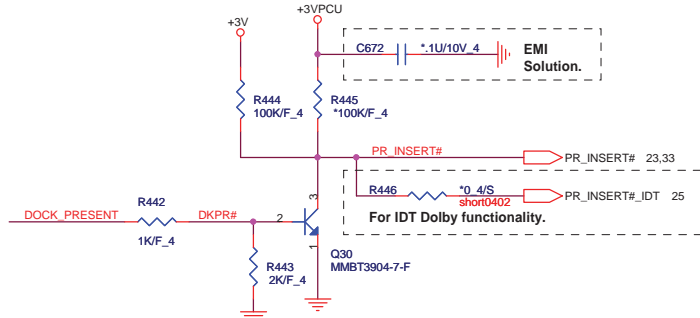 +3V
+3VPCU
C672
*.1U/10V_4
EMI
Solution.
R444
100K/F_4
R445
*100K/F_4
PR_INSERT#
PR_INSERT# 23,33
R446
*0_4/S
short0402
PR_INSERT#_IDT 25
For IDT Dolby functionality.
DOCK_PRESENT
R442
1K/F_4
DKPR#
2
3
1
Q30
MMBT3904-7-F
R443
2K/F_4